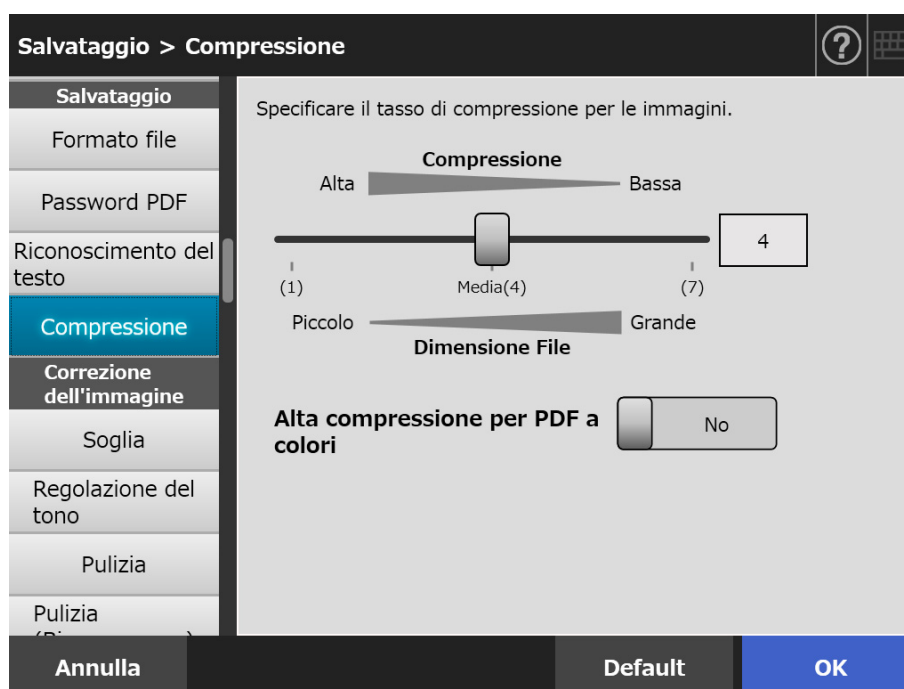 Salvataggio > Compressione
Salvataggio
Formato file
Password PDF
Riconoscimento del
testo
Compressione
Correzione
dell'immagine
Soglia
Regolazione del
tono
Pulizia
Pulizia
Specificare il tasso di compressione per le immagini.
Compressione
Alta Bassa
4
(1) Media(4) (7)
Piccolo Grande
Dimensione File
Alta compressione per PDF a
colori
No
Annulla Default OK